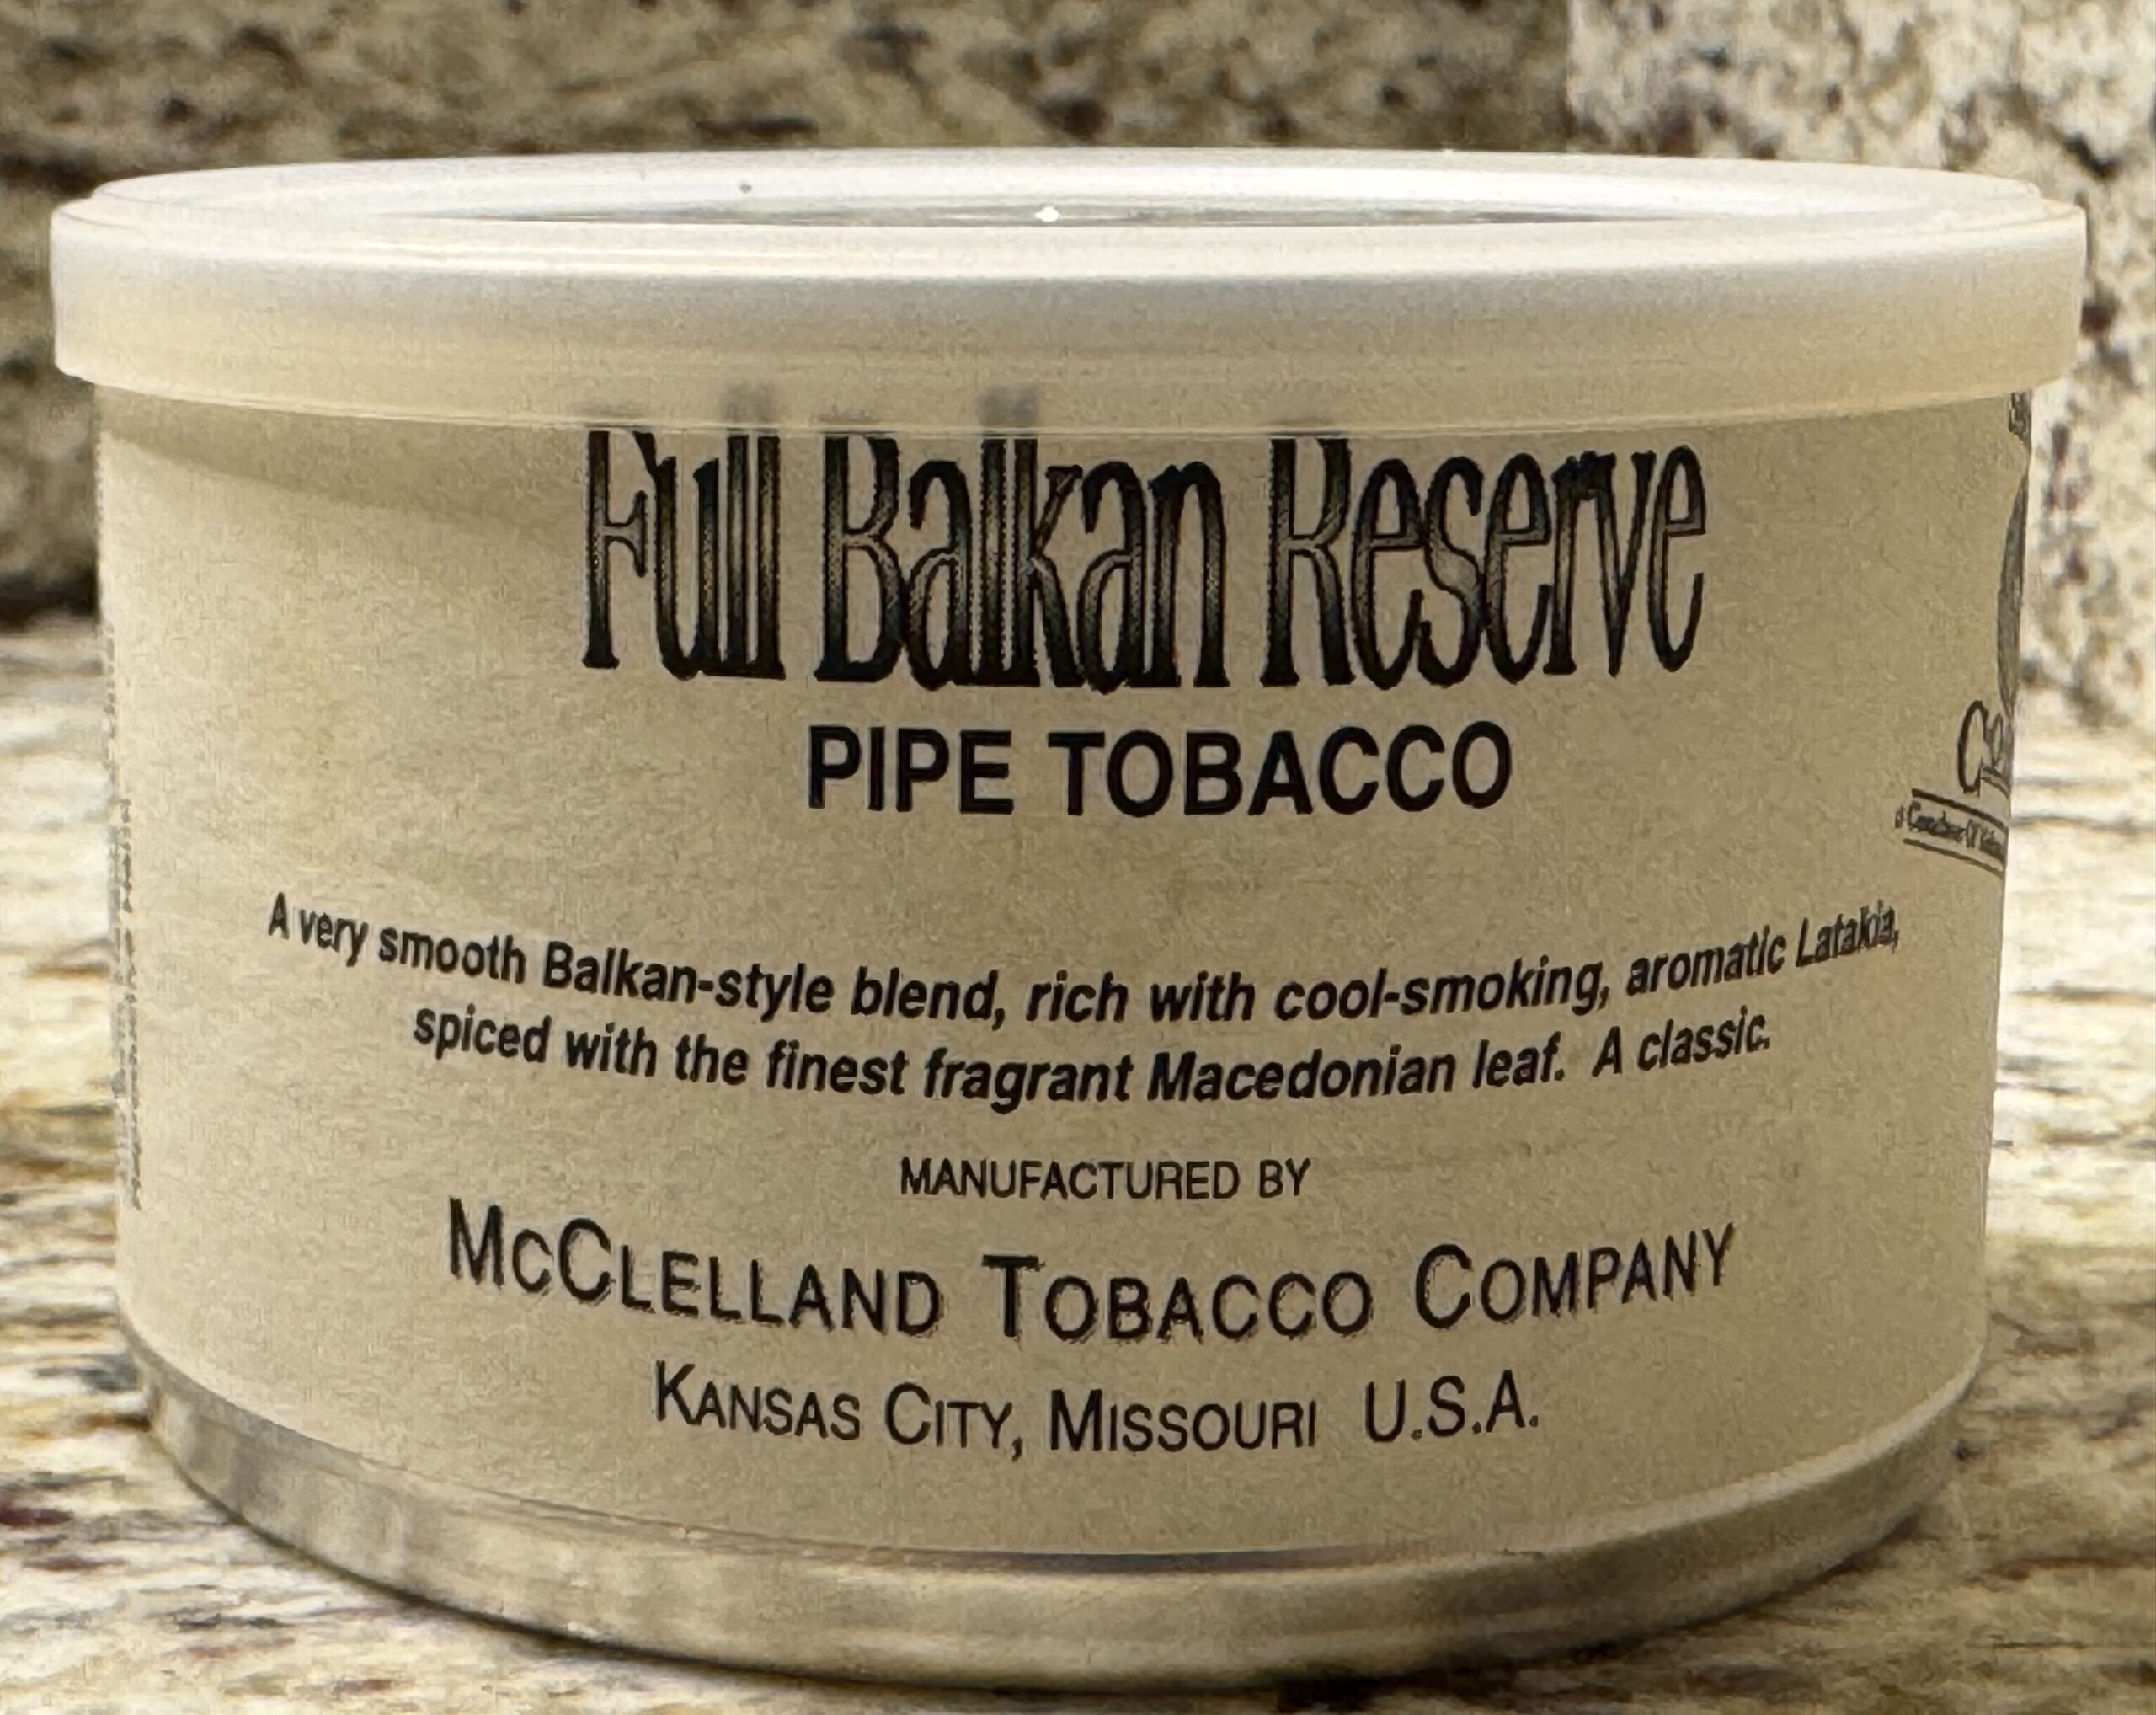 Full Balkan Reserve
PIPE TOBACCO
A very smooth Balkan-style blend, rich with cool-smoking, aromatic Latakia,
spiced with the finest fragrant Macedonian leaf. A classic.
MANUFACTURED BY
MCCLELLAND TOBACCO COMPANY
KANSAS CITY, MISSOURI U.S.A.